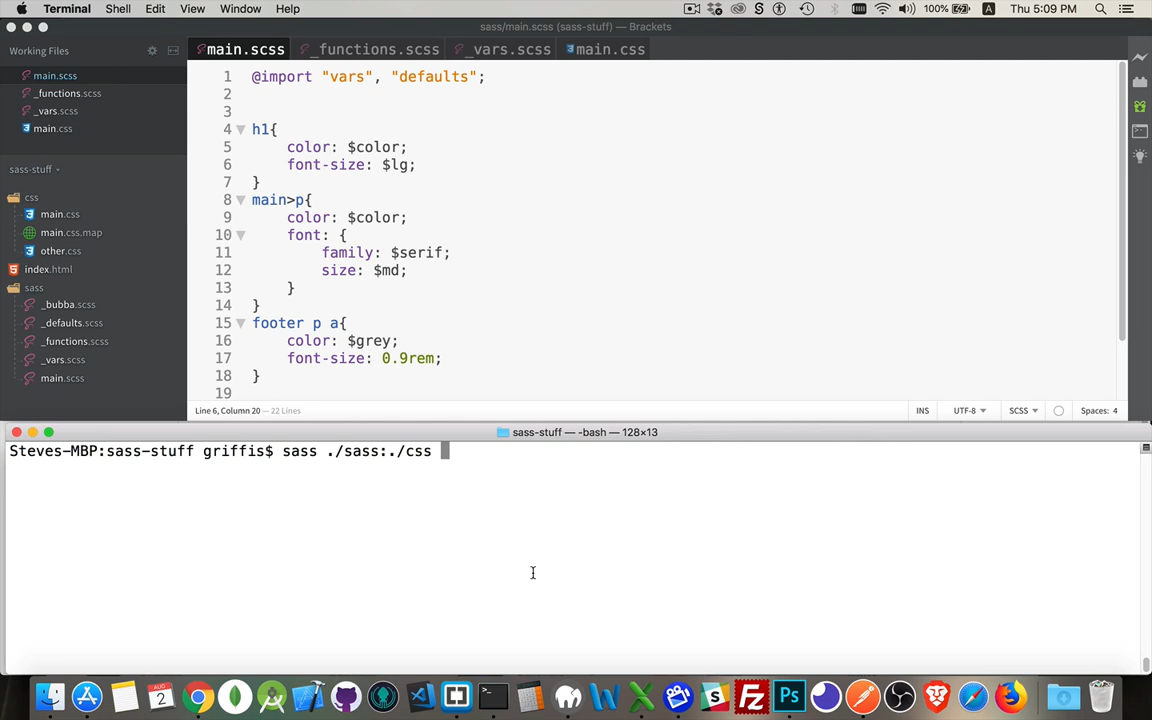 Terminal Shell Edit View Window Help 100% A Thu 5:09 PM
sass/main.scss (sass-stuff) — Brackets
Working Files
main.scss
_functions.scss
_vars.scss
main.css
sass-stuff
css
main.css
main.css.map
other.css
index.html
sass
_bubba.scss
_defaults.scss
_functions.scss
_vars.scss
main.scss
main.scss _functions.scss _vars.scss main.css
1 @import "vars", "defaults";
2
3
4 h1{
5 color: $color;
6 font-size: $lg;
7 }
8 main>p{
9 color: $color;
10 font: {
11 family: $serif;
12 size: $md;
13 }
14 }
15 footer p a{
16 color: $grey;
17 font-size: 0.9rem;
18 }
19
Line 6, Column 20 — 22 Lines INS UTF-8 SCSS Spaces: 4
sass-stuff — -bash — 128×13
Steves-MBP:sass-stuff griffis$ sass ./sass:./css